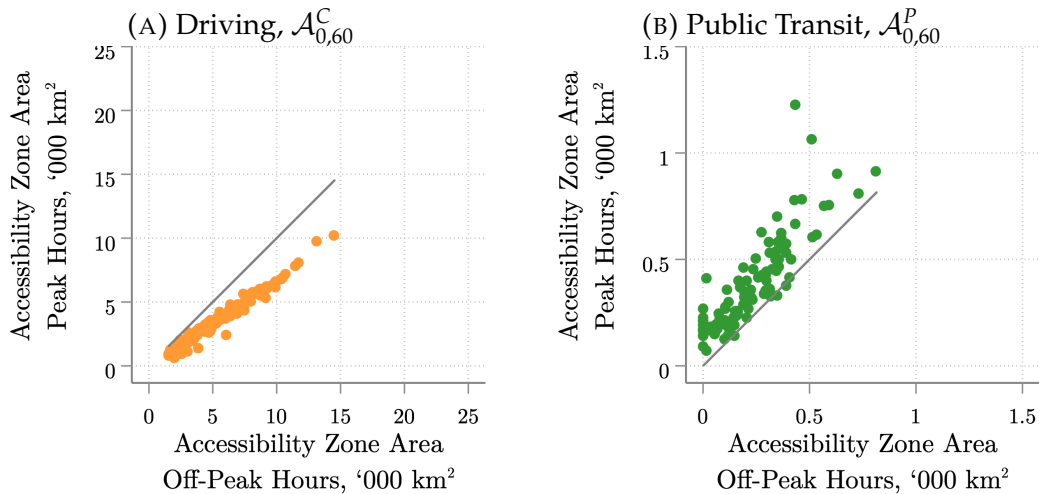 (A) Driving, 𝒜^C_{0,60}
25
20
15
10
5
0
Accessibility Zone Area
Peak Hours, ‘000 km²
0 5 10 15 20 25
Accessibility Zone Area
Off-Peak Hours, ‘000 km²
(B) Public Transit, 𝒜^P_{0,60}
1.5
1
0.5
0
Accessibility Zone Area
Peak Hours, ‘000 km²
0 0.5 1 1.5
Accessibility Zone Area
Off-Peak Hours, ‘000 km²